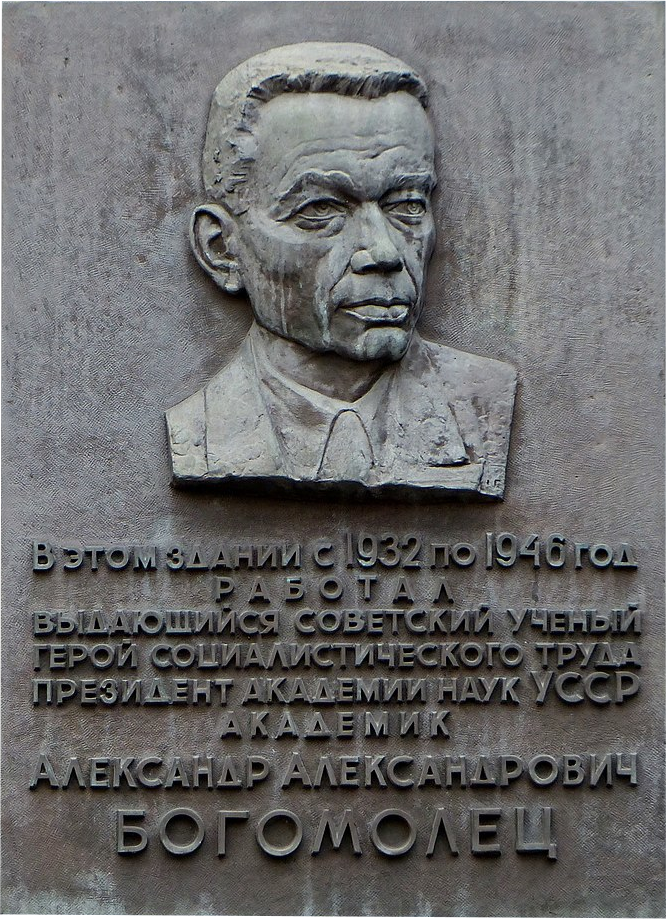 В ЭТОМ ЗДАНИИ С 1932 ПО 1946 ГОД
РАБОТАЛ
ВЫДАЮЩИЙСЯ СОВЕТСКИЙ УЧЕНЫЙ
ГЕРОЙ СОЦИАЛИСТИЧЕСКОГО ТРУДА
ПРЕЗИДЕНТ АКАДЕМИИ НАУК УССР
АКАДЕМИК
АЛЕКСАНДР АЛЕКСАНДРОВИЧ
БОГОМОЛЕЦ